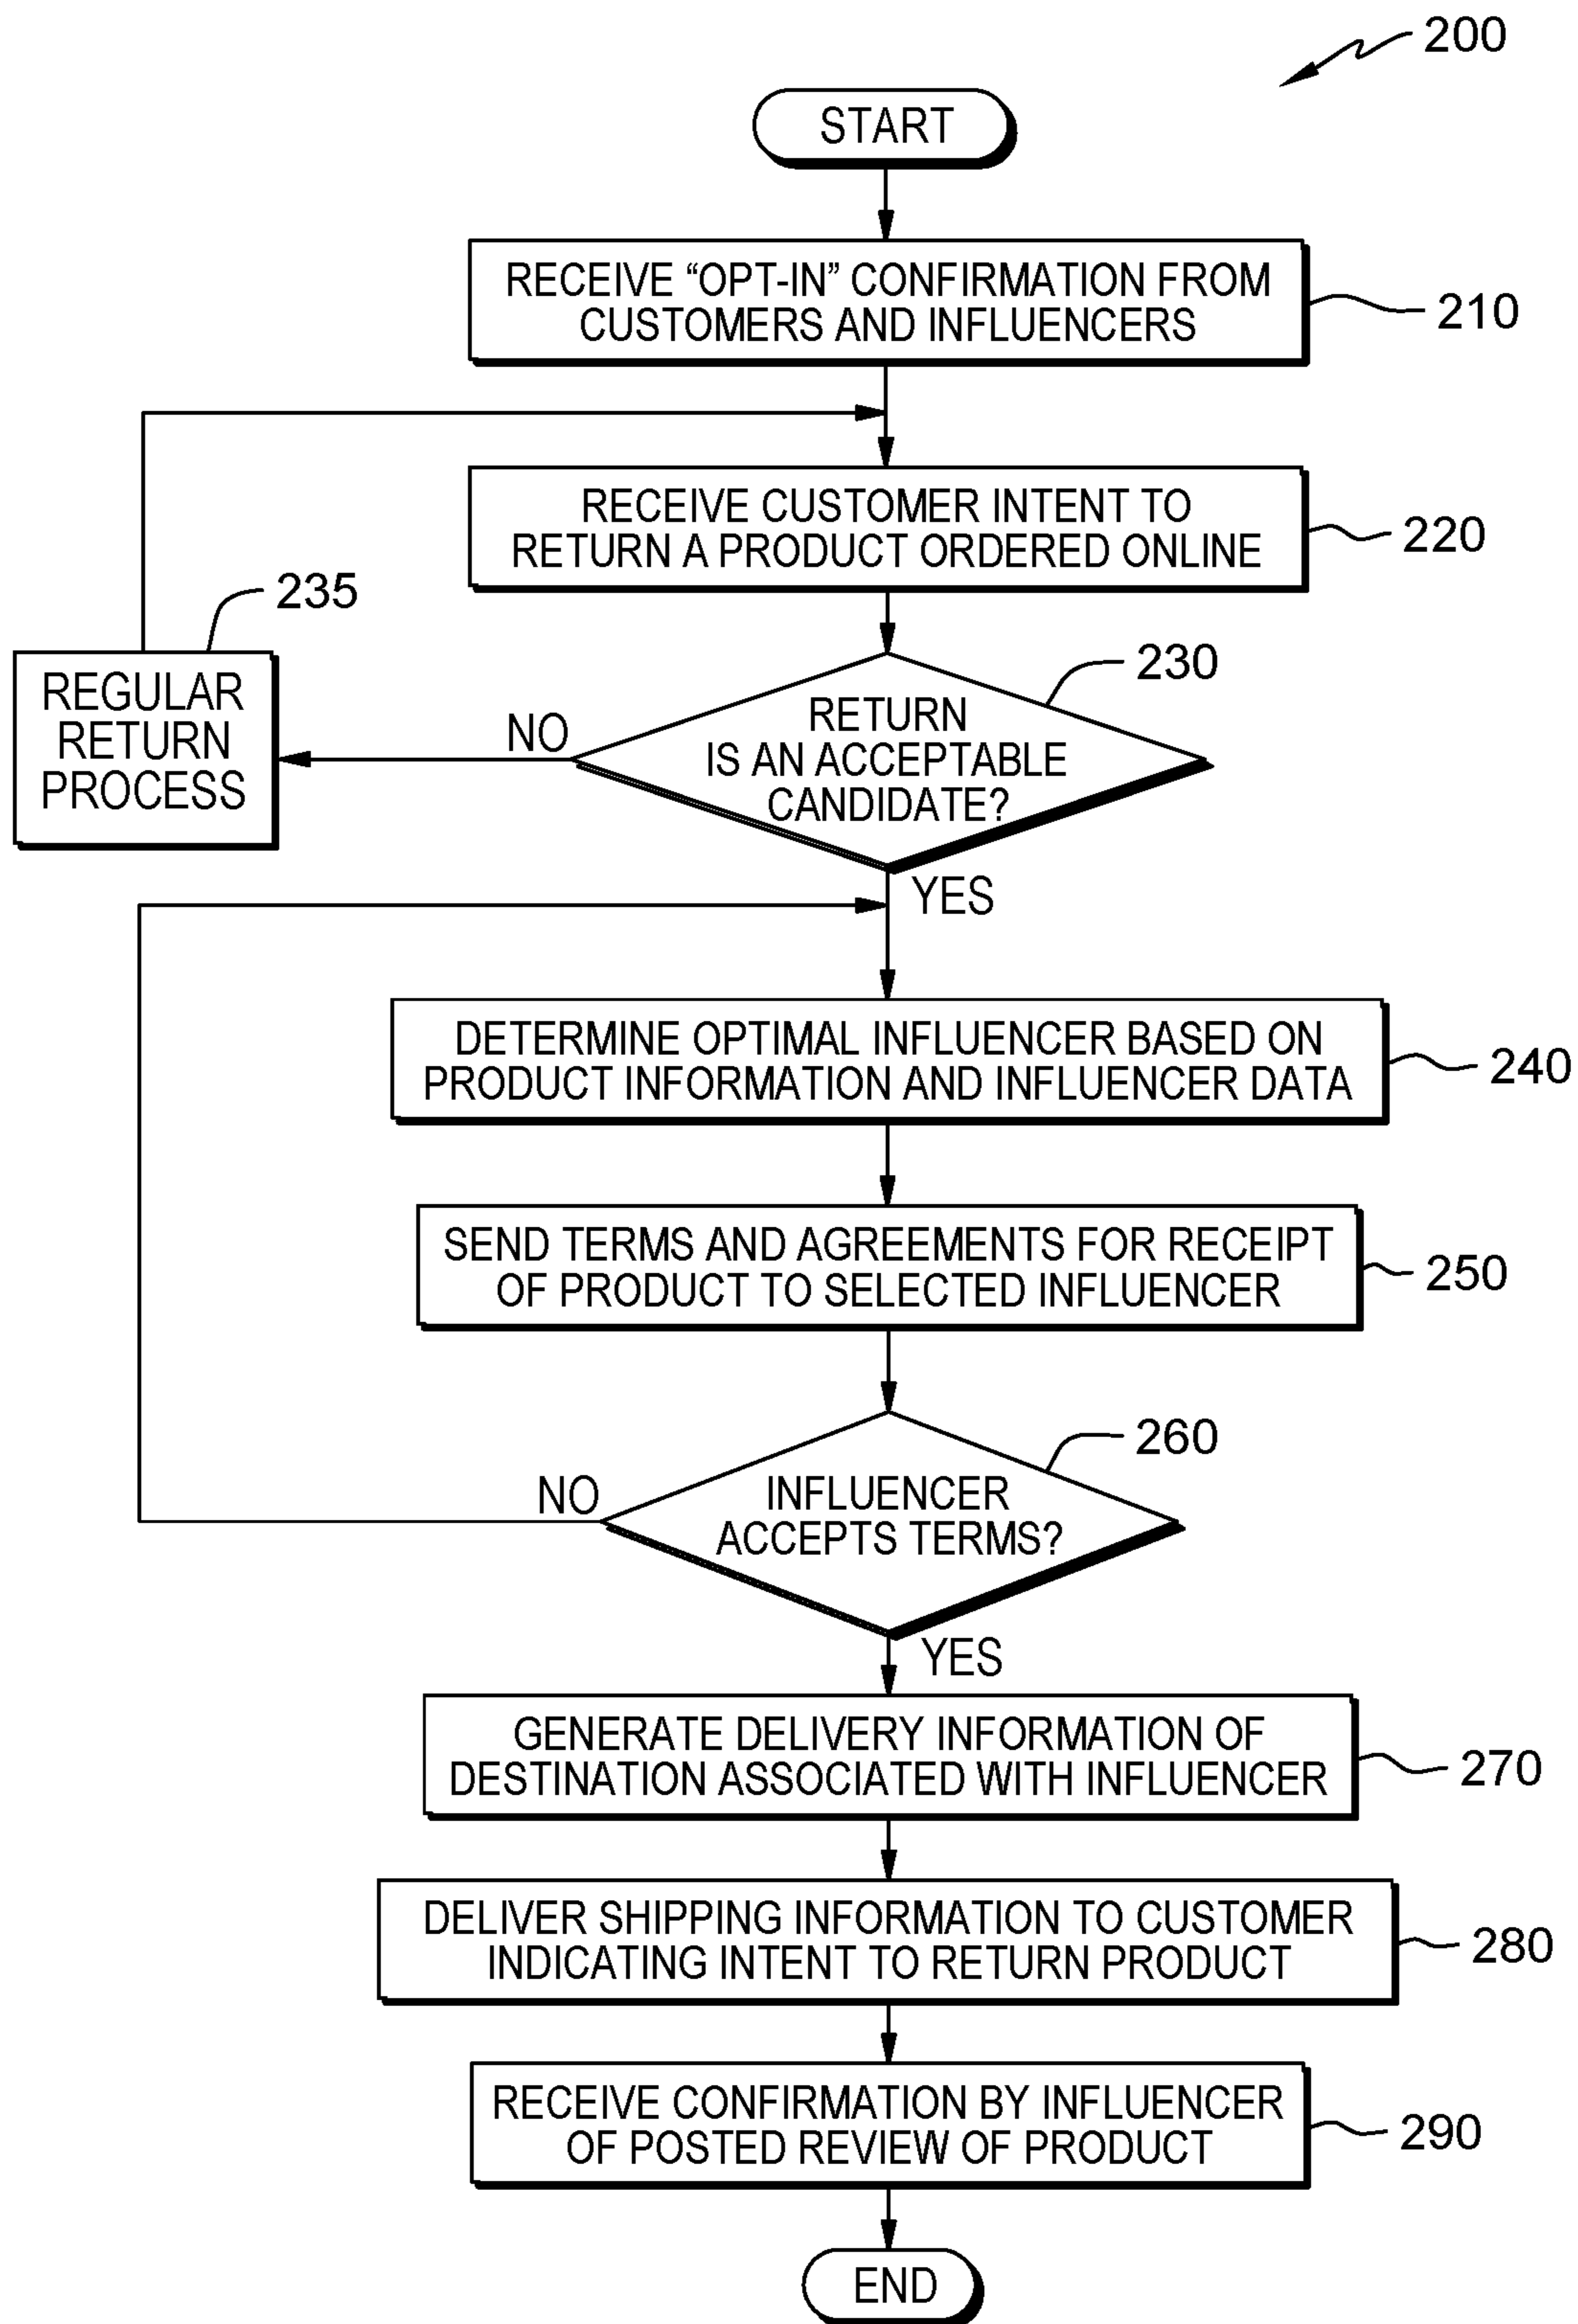 200
START
RECEIVE “OPT-IN” CONFIRMATION FROM
CUSTOMERS AND INFLUENCERS
210
RECEIVE CUSTOMER INTENT TO
RETURN A PRODUCT ORDERED ONLINE
220
235
REGULAR
RETURN
PROCESS
NO
230
RETURN
IS AN ACCEPTABLE
CANDIDATE?
YES
DETERMINE OPTIMAL INFLUENCER BASED ON
PRODUCT INFORMATION AND INFLUENCER DATA
240
SEND TERMS AND AGREEMENTS FOR RECEIPT
OF PRODUCT TO SELECTED INFLUENCER
250
260
NO
INFLUENCER
ACCEPTS TERMS?
YES
GENERATE DELIVERY INFORMATION OF
DESTINATION ASSOCIATED WITH INFLUENCER
270
DELIVER SHIPPING INFORMATION TO CUSTOMER
INDICATING INTENT TO RETURN PRODUCT
280
RECEIVE CONFIRMATION BY INFLUENCER
OF POSTED REVIEW OF PRODUCT
290
END